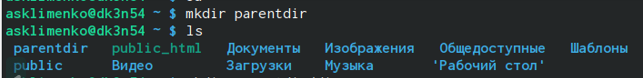 asklimenko@dk3n54 ~ $ mkdir parentdir
asklimenko@dk3n54 ~ $ ls
parentdir public_html Документы Изображения Общедоступные Шаблоны
public Видео Загрузки Музыка 'Рабочий стол'